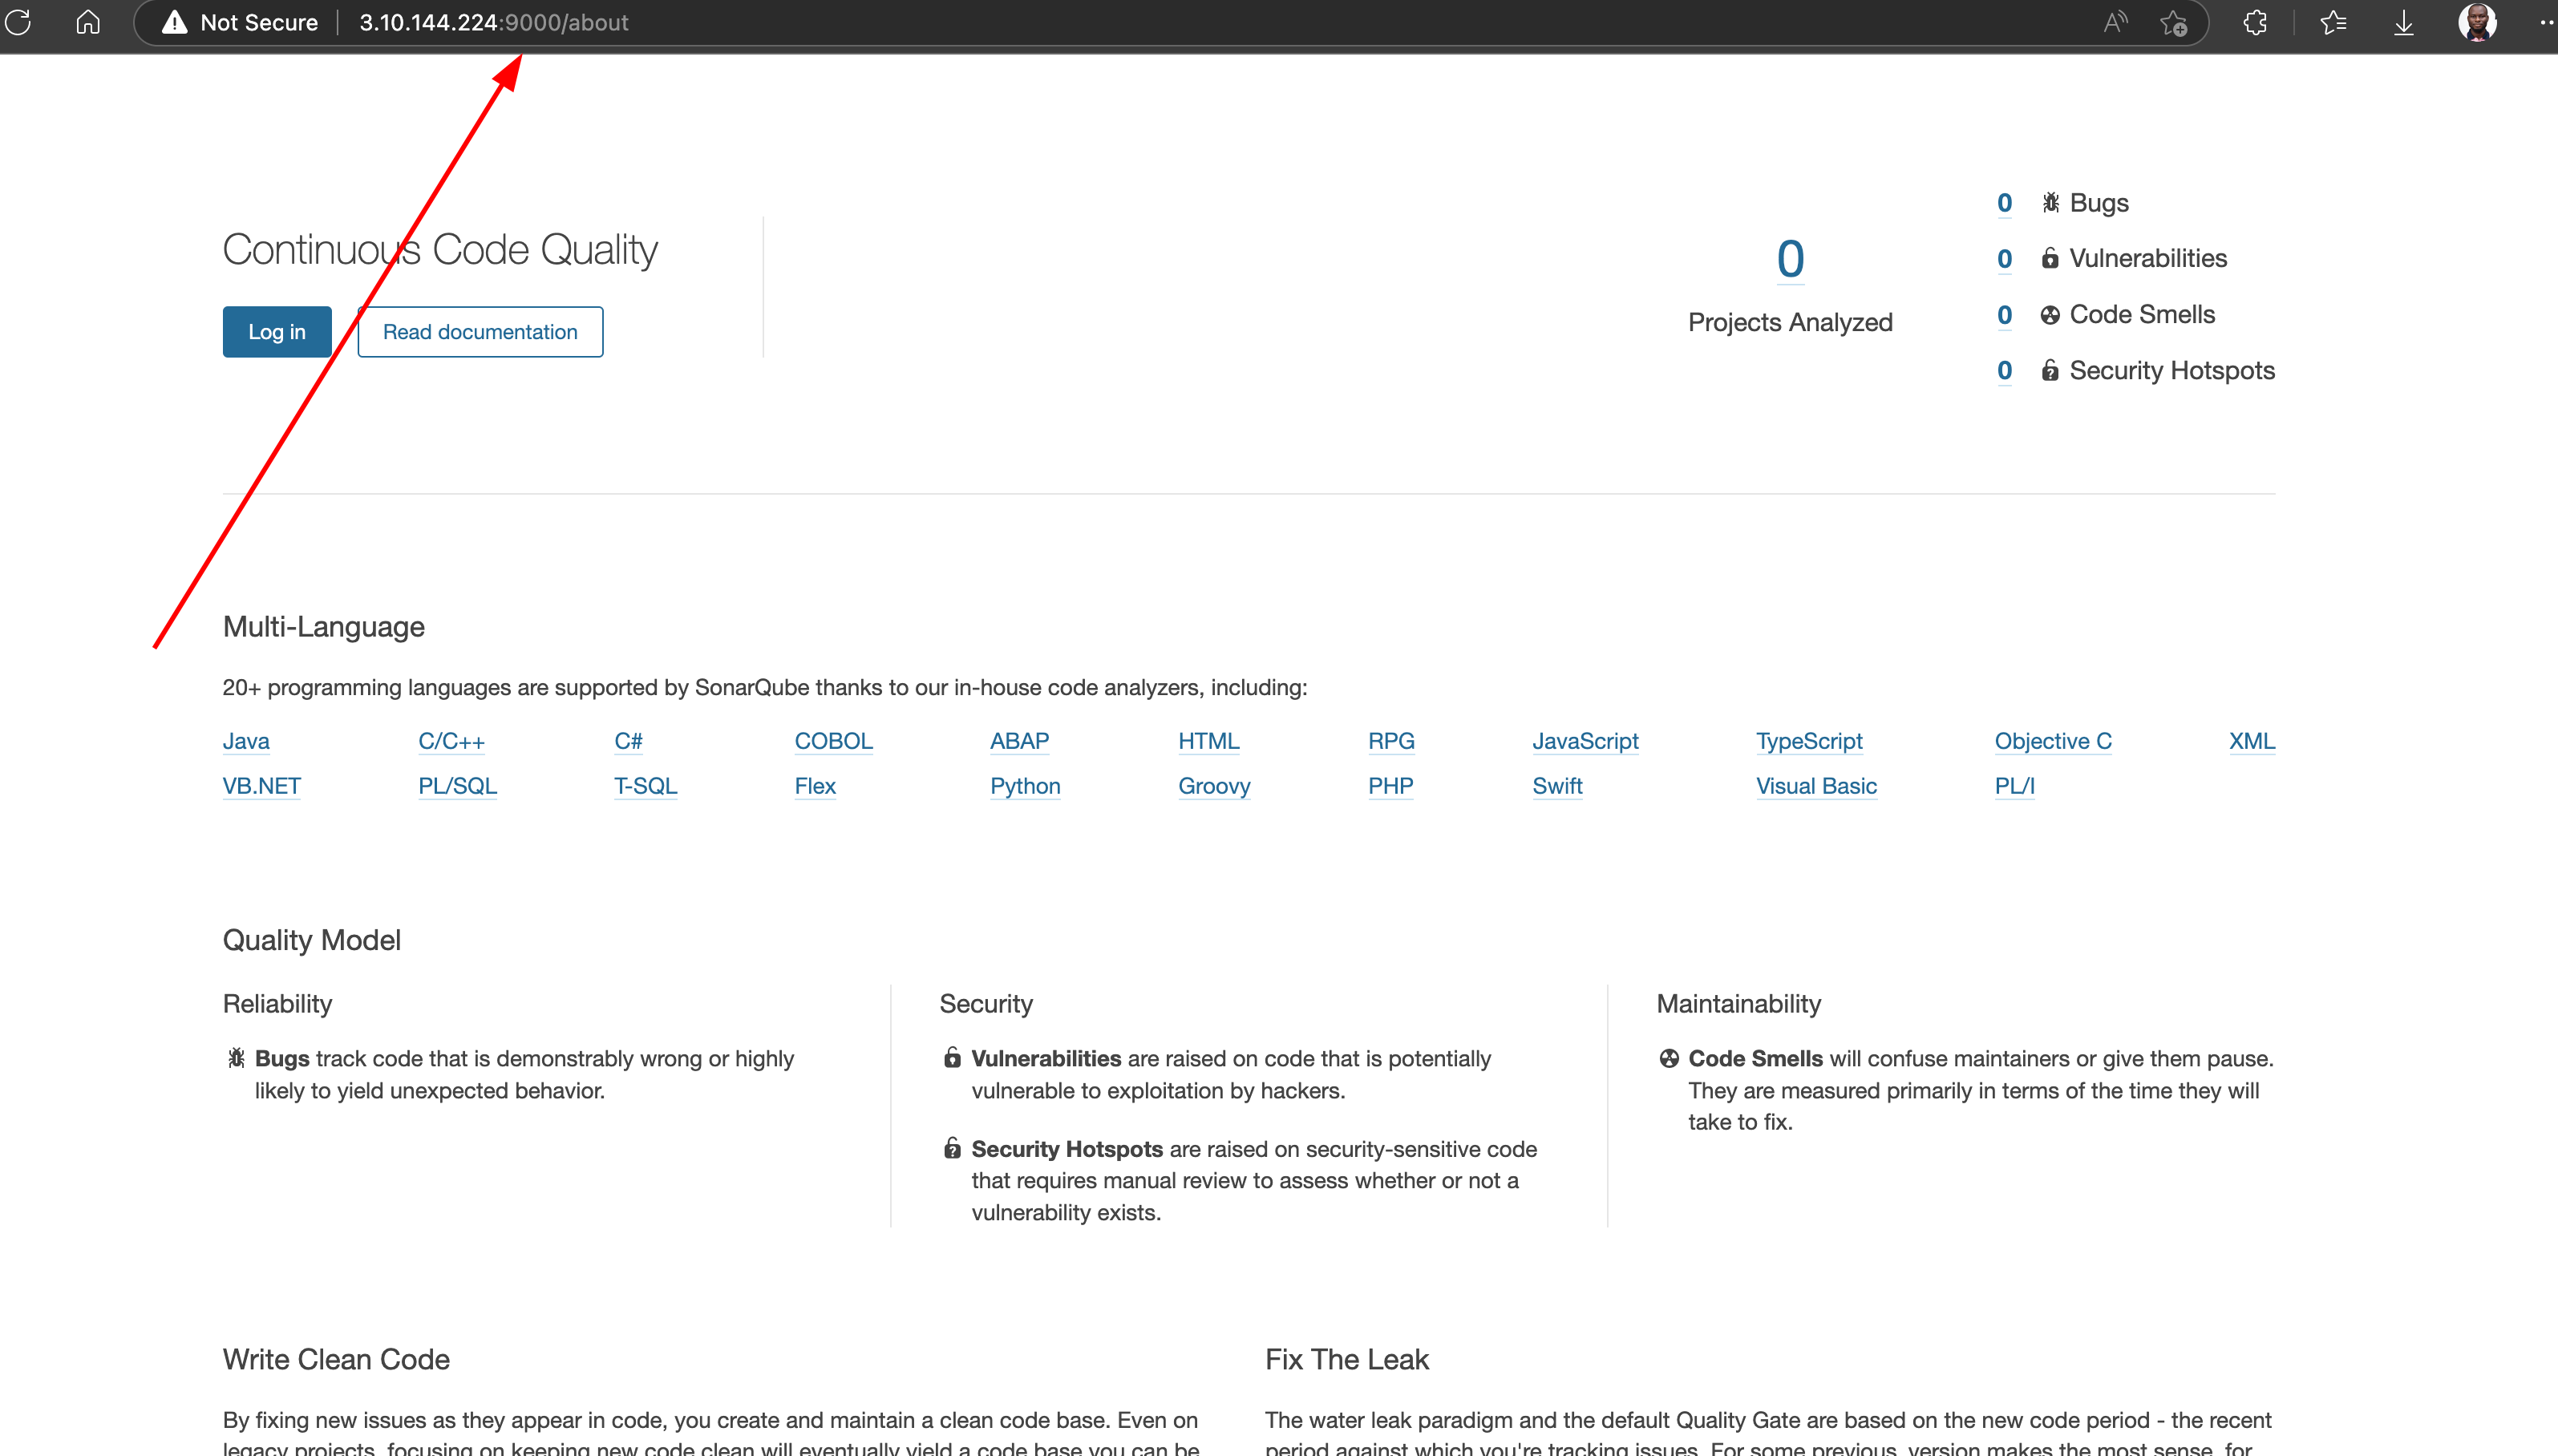 Not Secure 3.10.144.224:9000/about
Continuous Code Quality
Log in
Read documentation
0
Projects Analyzed
0 Bugs
0 Vulnerabilities
0 Code Smells
0 Security Hotspots
Multi-Language
20+ programming languages are supported by SonarQube thanks to our in-house code analyzers, including:
Java C/C++ C# COBOL ABAP HTML RPG JavaScript TypeScript Objective C XML
VB.NET PL/SQL T-SQL Flex Python Groovy PHP Swift Visual Basic PL/I
Quality Model
Reliability
Bugs track code that is demonstrably wrong or highly
likely to yield unexpected behavior.
Security
Vulnerabilities are raised on code that is potentially
vulnerable to exploitation by hackers.
Security Hotspots are raised on security-sensitive code
that requires manual review to assess whether or not a
vulnerability exists.
Maintainability
Code Smells will confuse maintainers or give them pause.
They are measured primarily in terms of the time they will
take to fix.
Write Clean Code
By fixing new issues as they appear in code, you create and maintain a clean code base. Even on
legacy projects, focusing on keeping new code clean will eventually yield a code base you can be
Fix The Leak
The water leak paradigm and the default Quality Gate are based on the new code period - the recent
period against which you're tracking issues. For some previous_version makes the most sense, for